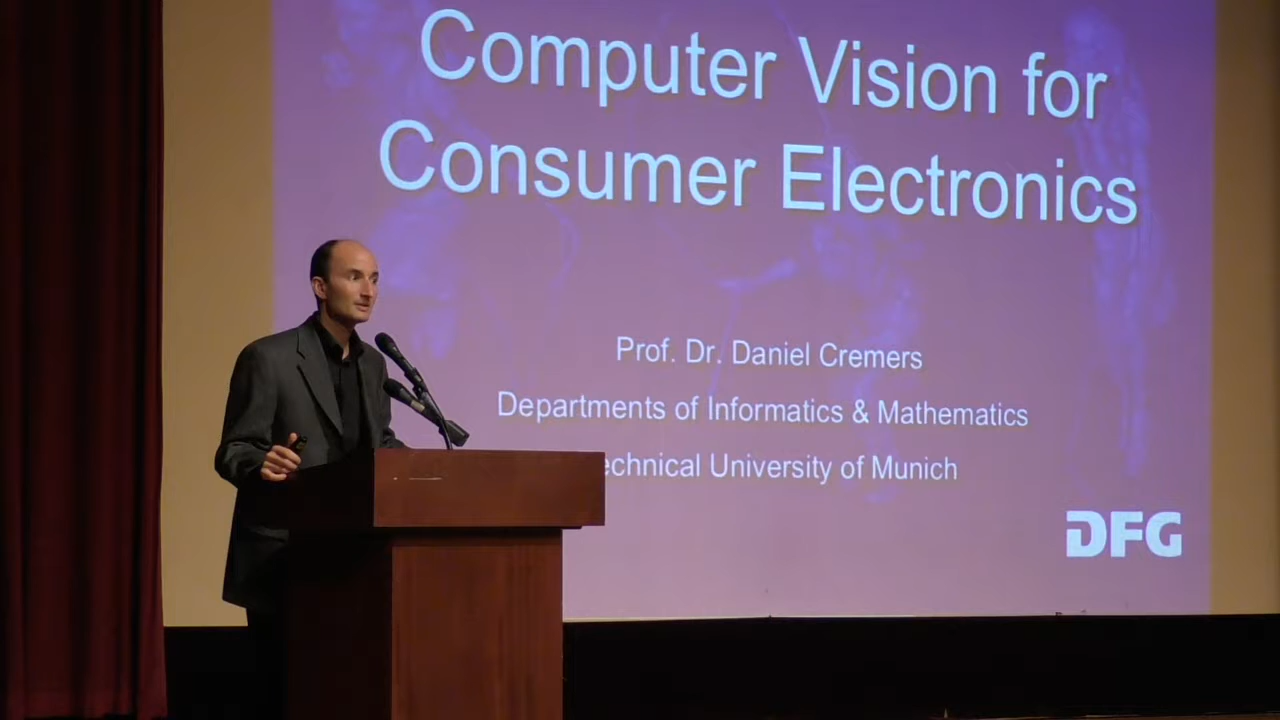 Computer Vision for
Consumer Electronics
Prof. Dr. Daniel Cremers
Departments of Informatics & Mathematics
echnical University of Munich
DFG